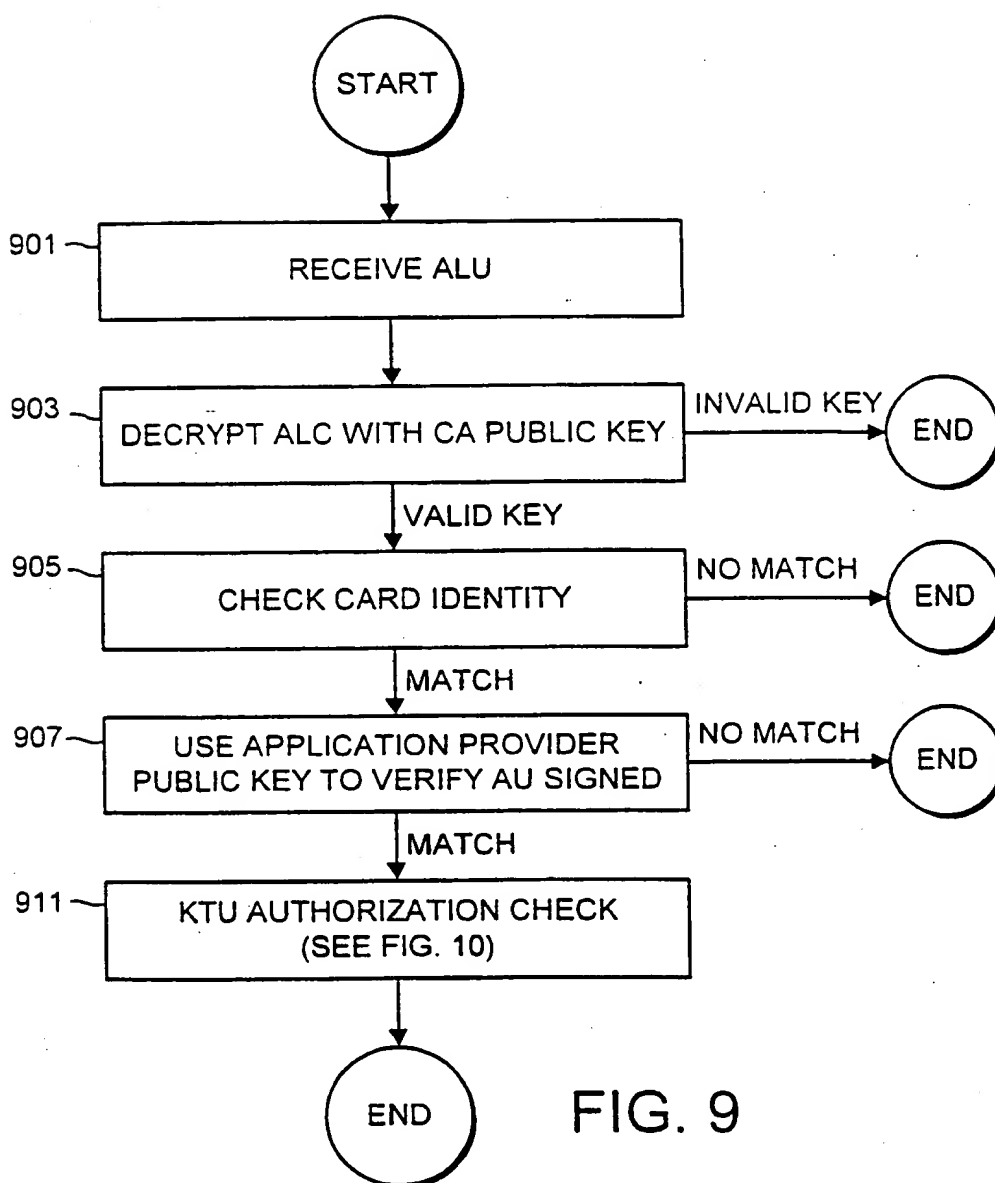 START
901
RECEIVE ALU
903
DECRYPT ALC WITH CA PUBLIC KEY
INVALID KEY
END
VALID KEY
905
CHECK CARD IDENTITY
NO MATCH
END
MATCH
907
USE APPLICATION PROVIDER
PUBLIC KEY TO VERIFY AU SIGNED
NO MATCH
END
MATCH
911
KTU AUTHORIZATION CHECK
(SEE FIG. 10)
END
FIG. 9